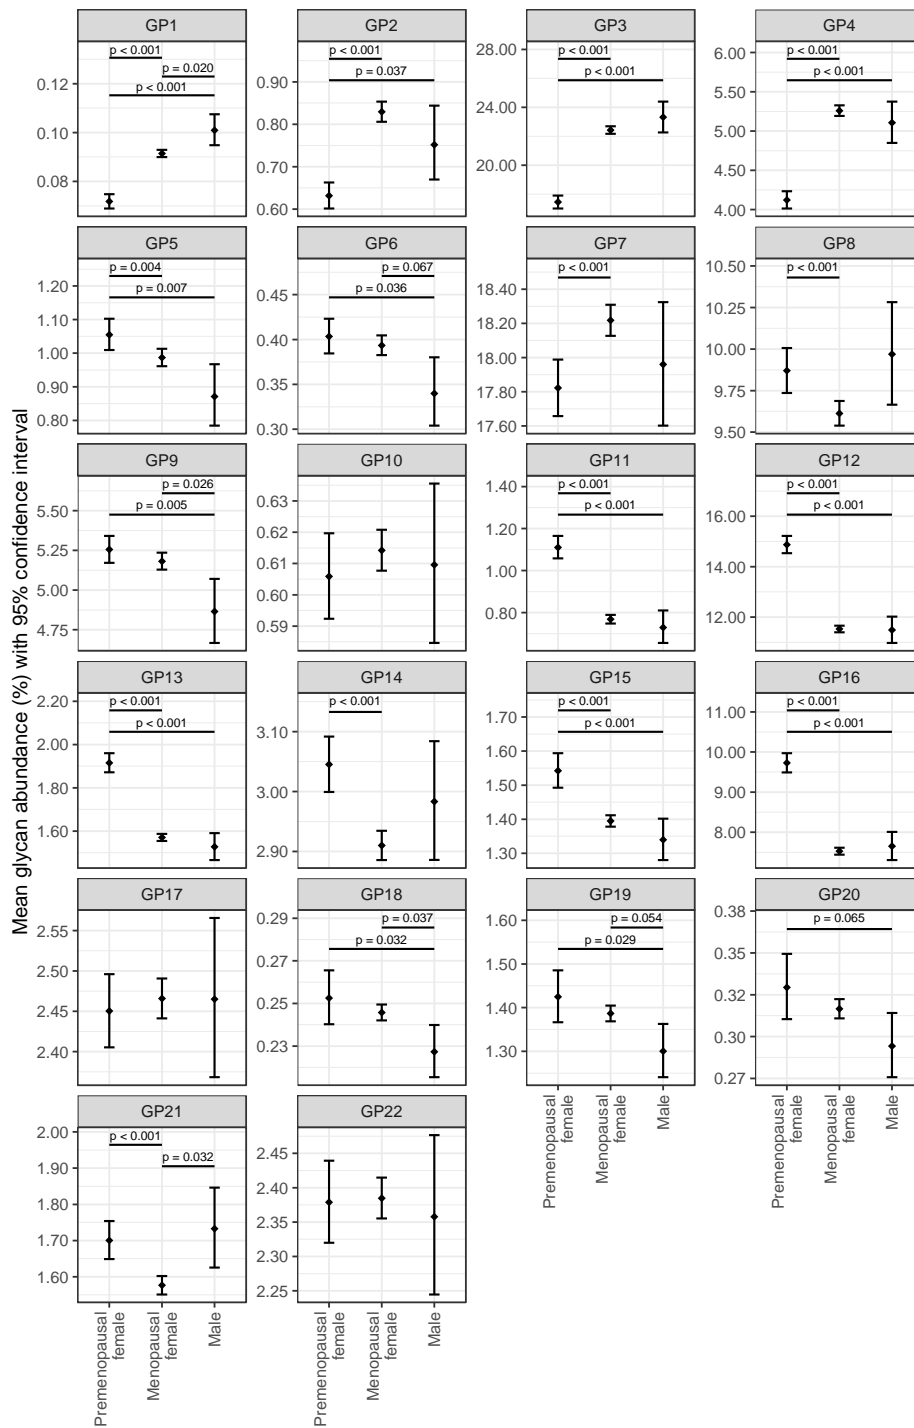 Mean glycan abundance (%) with 95% confidence interval
GP1
p < 0.001
p = 0.020
p < 0.001
0.12
0.10
0.08
GP2
p < 0.001
p = 0.037
0.90
0.80
0.70
0.60
GP3
p < 0.001
p < 0.001
28.00
24.00
20.00
GP4
p < 0.001
p < 0.001
6.00
5.50
5.00
4.50
4.00
GP5
p = 0.004
p = 0.007
1.20
1.10
1.00
0.90
0.80
GP6
p = 0.067
p = 0.036
0.45
0.40
0.35
0.30
GP7
p < 0.001
18.40
18.20
18.00
17.80
17.60
GP8
p < 0.001
10.50
10.25
10.00
9.75
9.50
GP9
p = 0.026
p = 0.005
5.50
5.25
5.00
4.75
GP10
0.63
0.62
0.61
0.60
0.59
GP11
p < 0.001
p < 0.001
1.40
1.20
1.00
0.80
GP12
p < 0.001
p < 0.001
16.00
14.00
12.00
GP13
p < 0.001
p < 0.001
2.20
2.00
1.80
1.60
GP14
p < 0.001
3.10
3.00
2.90
GP15
p < 0.001
p < 0.001
1.70
1.60
1.50
1.40
1.30
GP16
p < 0.001
p < 0.001
11.00
10.00
9.00
8.00
GP17
2.55
2.50
2.45
2.40
GP18
p = 0.037
p = 0.032
0.29
0.27
0.25
0.23
GP19
p = 0.054
p = 0.029
1.60
1.50
1.40
1.30
GP20
p = 0.065
0.38
0.35
0.32
0.30
0.27
GP21
p < 0.001
p = 0.032
2.00
1.90
1.80
1.70
1.60
GP22
2.45
2.40
2.35
2.30
2.25
Premenopausal
female
Menopausal
female
Male
Premenopausal
female
Menopausal
female
Male
Premenopausal
female
Menopausal
female
Male
Premenopausal
female
Menopausal
female
Male